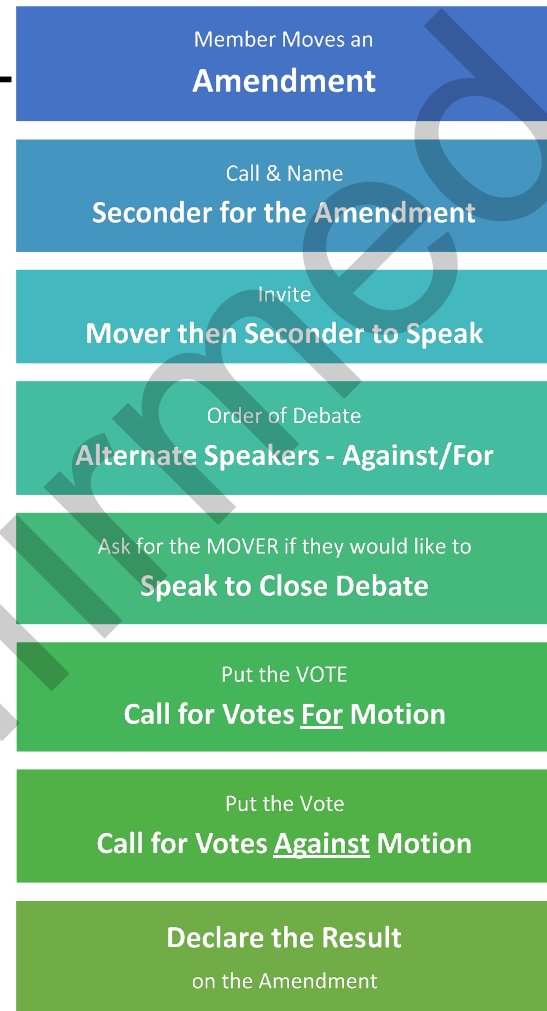 Member Moves an
Amendment
Call & Name
Seconder for the Amendment
Invite
Mover then Seconder to Speak
Order of Debate
Alternate Speakers - Against/For
Ask for the MOVER if they would like to
Speak to Close Debate
Put the VOTE
Call for Votes For Motion
Put the Vote
Call for Votes Against Motion
Declare the Result
on the Amendment